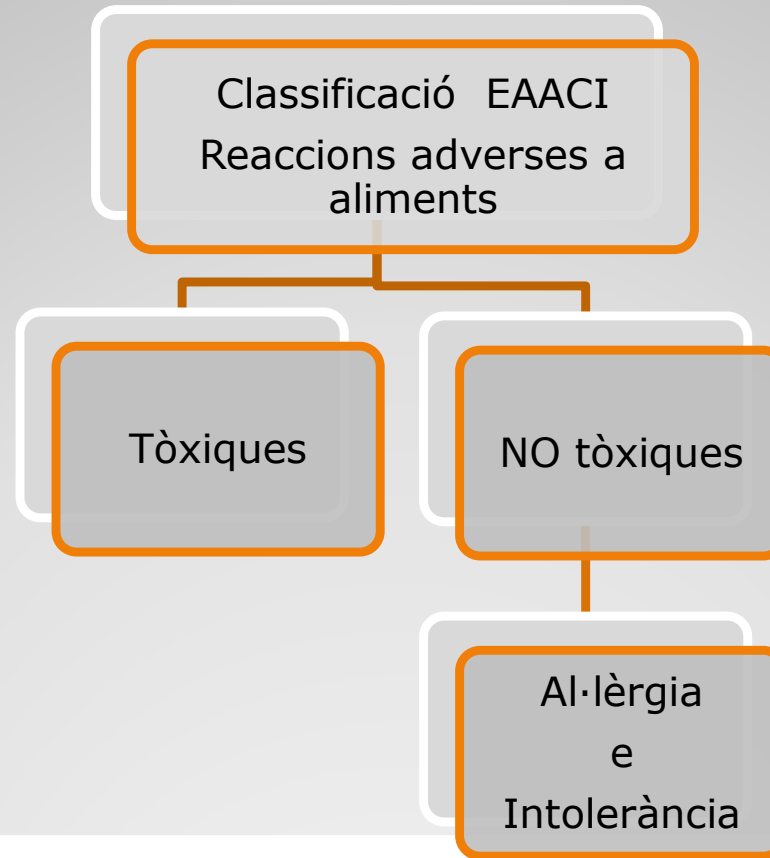 Classificació EAACI
Reaccions adverses a
aliments
Tòxiques
NO tòxiques
Al·lèrgia
e
Intolerància